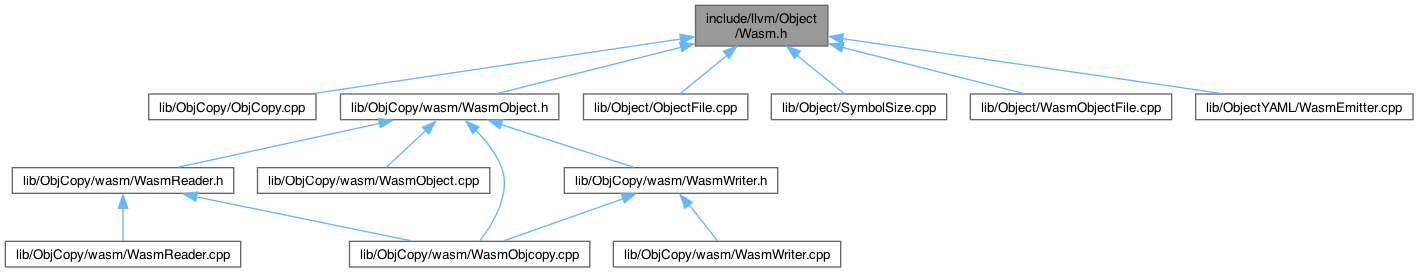 include/llvm/Object
/Wasm.h
lib/ObjCopy/ObjCopy.cpp
lib/ObjCopy/wasm/WasmObject.h
lib/Object/ObjectFile.cpp
lib/Object/SymbolSize.cpp
lib/Object/WasmObjectFile.cpp
lib/ObjectYAML/WasmEmitter.cpp
lib/ObjCopy/wasm/WasmReader.h
lib/ObjCopy/wasm/WasmObject.cpp
lib/ObjCopy/wasm/WasmWriter.h
lib/ObjCopy/wasm/WasmReader.cpp
lib/ObjCopy/wasm/WasmObjcopy.cpp
lib/ObjCopy/wasm/WasmWriter.cpp